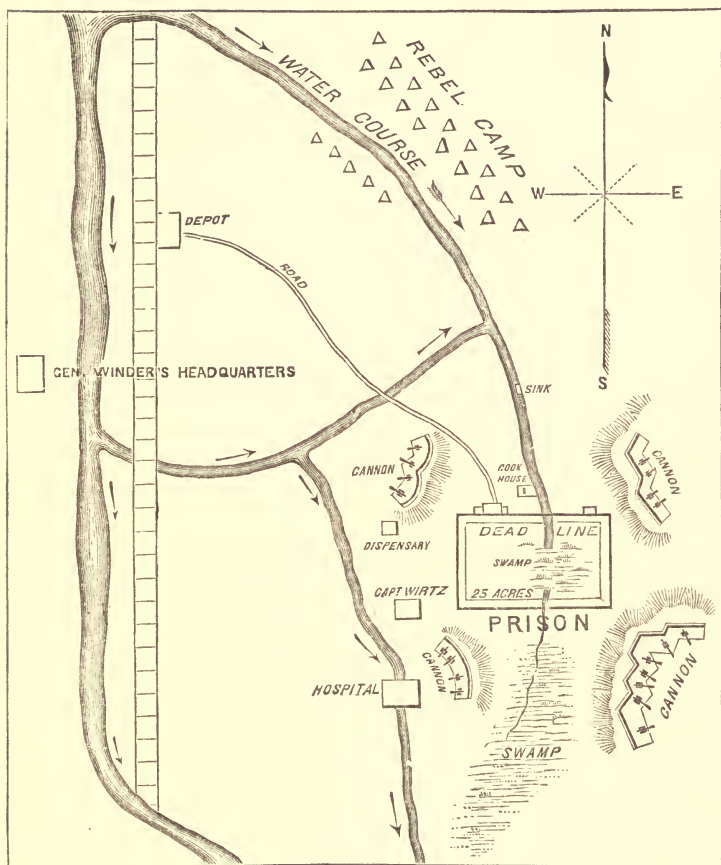 N
REBEL CAMP
WATER COURSE
W
E
DEPOT
ROAD
S
GEN. WINDER'S HEADQUARTERS
SINK
CANNON
COOK
HOUSE
CANNON
DISPENSARY
DEAD LINE
SWAMP
25 ACRES
CAPT WIRTZ
PRISON
CANNON
CANNON
HOSPITAL
SWAMP